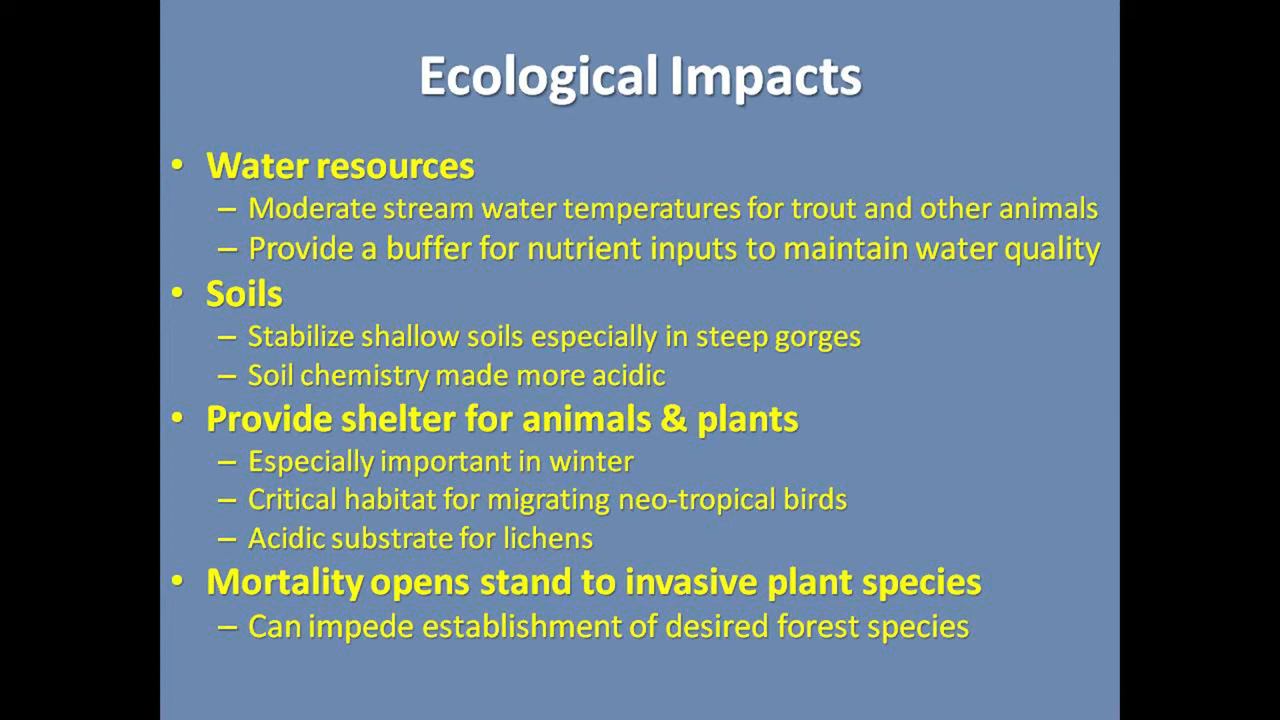 Ecological Impacts
• Water resources
– Moderate stream water temperatures for trout and other animals
– Provide a buffer for nutrient inputs to maintain water quality
• Soils
– Stabilize shallow soils especially in steep gorges
– Soil chemistry made more acidic
• Provide shelter for animals & plants
– Especially important in winter
– Critical habitat for migrating neo-tropical birds
– Acidic substrate for lichens
• Mortality opens stand to invasive plant species
– Can impede establishment of desired forest species